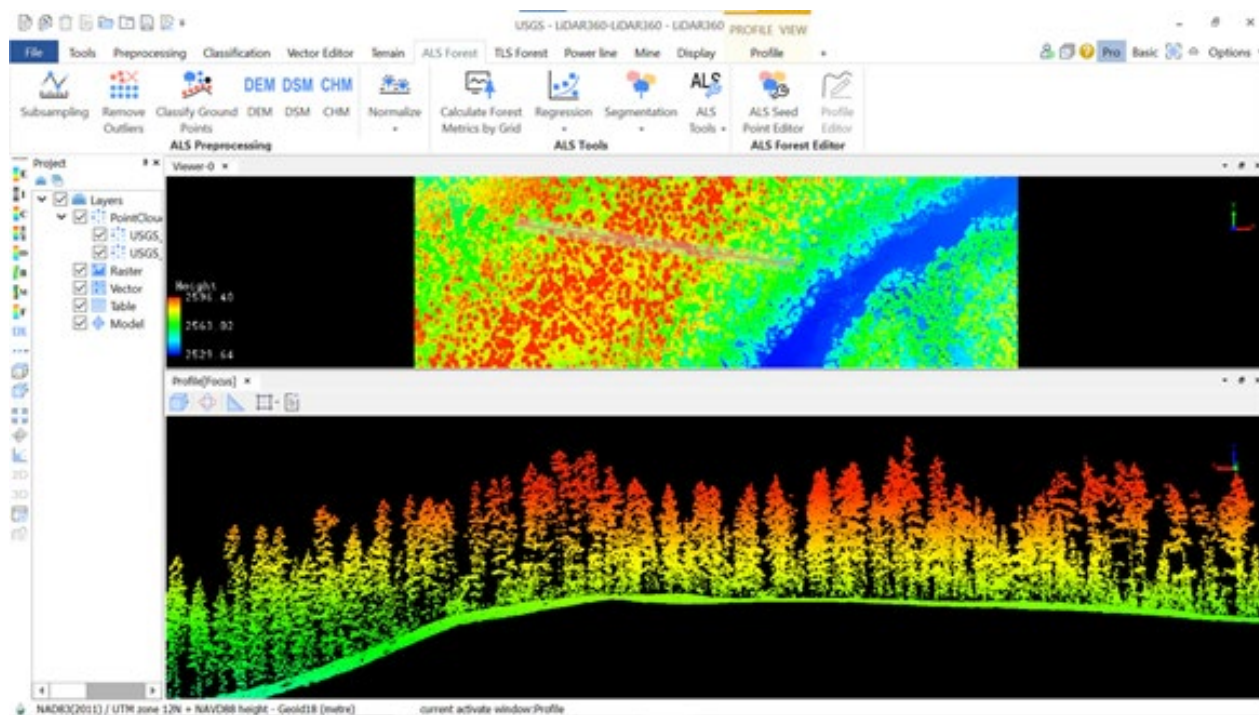 USGS - LiDAR360-LiDAR360 - LiDAR360 PROFILE VIEW
File Tools Preprocessing Classification Vector Editor Terrain ALS Forest TLS Forest Power line Mine Display Profile Pro Basic Options
DEM DSM CHM ALS
Subsampling Remove Outliers Classify Ground Points DEM DSM CHM Normalize Calculate Forest Metrics by Grid Regression Segmentation ALS Tools ALS Seed Point Editor Profile Editor
ALS Preprocessing ALS Tools ALS Forest Editor
Project Viewer-0
Layers
PointClou
USGS_
USGS_
Raster
Vector
Table
Model
Height
2596.40
2563.02
2529.64
Profile[Focus]
2D
3D
NAD83(2011) / UTM zone 12N + NAVD88 height - Geoid18 (metre) current activate window:Profile